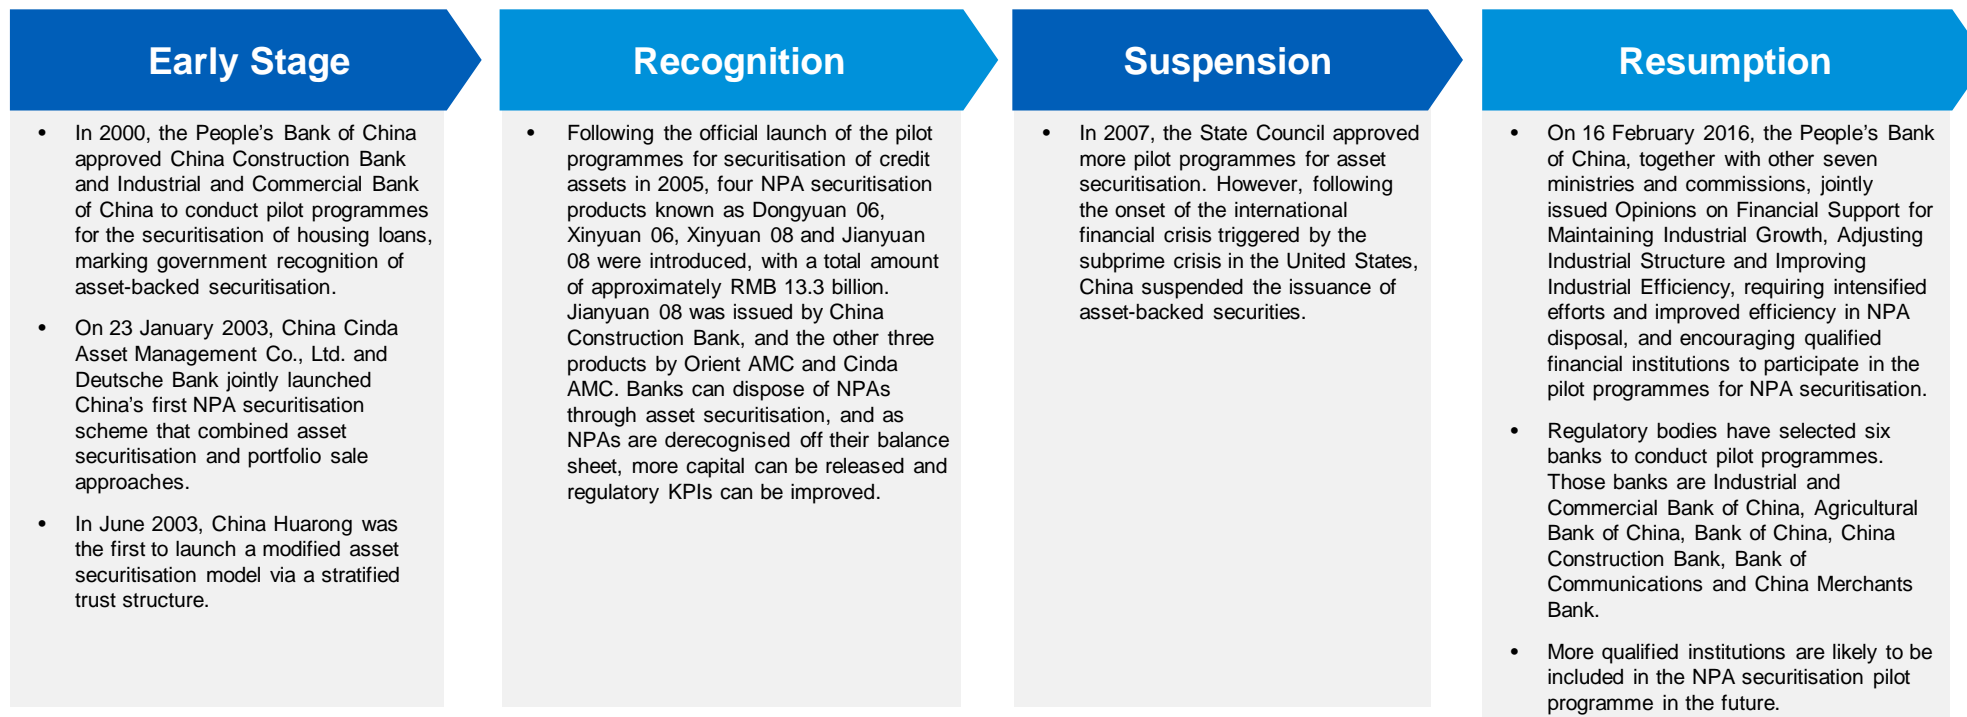 Early Stage
• In 2000, the People’s Bank of China
approved China Construction Bank
and Industrial and Commercial Bank
of China to conduct pilot programmes
for the securitisation of housing loans,
marking government recognition of
asset-backed securitisation.
• On 23 January 2003, China Cinda
Asset Management Co., Ltd. and
Deutsche Bank jointly launched
China’s first NPA securitisation
scheme that combined asset
securitisation and portfolio sale
approaches.
• In June 2003, China Huarong was
the first to launch a modified asset
securitisation model via a stratified
trust structure.
Recognition
• Following the official launch of the pilot
programmes for securitisation of credit
assets in 2005, four NPA securitisation
products known as Dongyuan 06,
Xinyuan 06, Xinyuan 08 and Jianyuan
08 were introduced, with a total amount
of approximately RMB 13.3 billion.
Jianyuan 08 was issued by China
Construction Bank, and the other three
products by Orient AMC and Cinda
AMC. Banks can dispose of NPAs
through asset securitisation, and as
NPAs are derecognised off their balance
sheet, more capital can be released and
regulatory KPIs can be improved.
Suspension
• In 2007, the State Council approved
more pilot programmes for asset
securitisation. However, following
the onset of the international
financial crisis triggered by the
subprime crisis in the United States,
China suspended the issuance of
asset-backed securities.
Resumption
• On 16 February 2016, the People’s Bank
of China, together with other seven
ministries and commissions, jointly
issued Opinions on Financial Support for
Maintaining Industrial Growth, Adjusting
Industrial Structure and Improving
Industrial Efficiency, requiring intensified
efforts and improved efficiency in NPA
disposal, and encouraging qualified
financial institutions to participate in the
pilot programmes for NPA securitisation.
• Regulatory bodies have selected six
banks to conduct pilot programmes.
Those banks are Industrial and
Commercial Bank of China, Agricultural
Bank of China, Bank of China, China
Construction Bank, Bank of
Communications and China Merchants
Bank.
• More qualified institutions are likely to be
included in the NPA securitisation pilot
programme in the future.